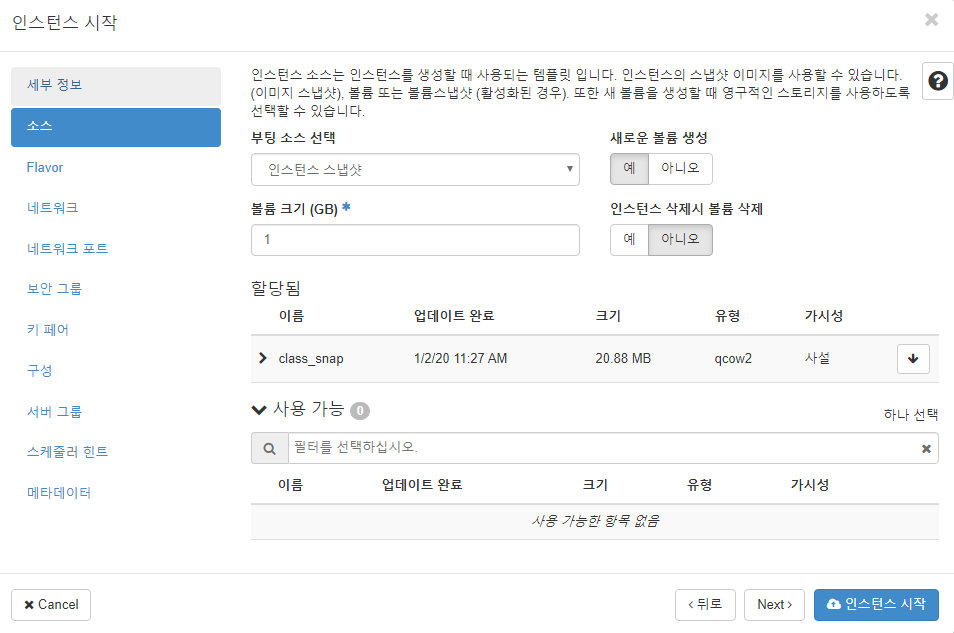 인스턴스 시작
세부 정보
소스
Flavor
네트워크
네트워크 포트
보안 그룹
키 페어
구성
서버 그룹
스케줄러 힌트
메타데이터
인스턴스 소스는 인스턴스를 생성할 때 사용되는 템플릿 입니다. 인스턴스의 스냅샷 이미지를 사용할 수 있습니다.
(이미지 스냅샷), 볼륨 또는 볼륨스냅샷 (활성화된 경우). 또한 새 볼륨을 생성할 때 영구적인 스토리지를 사용하도록
선택할 수 있습니다.
부팅 소스 선택
인스턴스 스냅샷
새로운 볼륨 생성
예 아니오
볼륨 크기 (GB) *
1
인스턴스 삭제시 볼륨 삭제
예 아니오
할당됨
이름 업데이트 완료 크기 유형 가시성
class_snap 1/2/20 11:27 AM 20.88 MB qcow2 사설
사용 가능 0
하나 선택
필터를 선택하십시오.
이름 업데이트 완료 크기 유형 가시성
사용 가능한 항목 없음
Cancel
‹ 뒤로
Next ›
인스턴스 시작